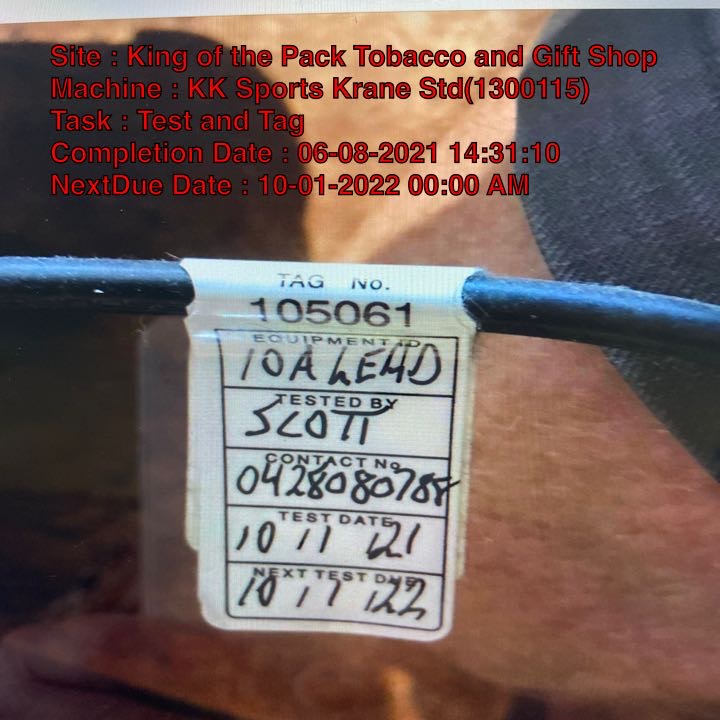 Site : King of the Pack Tobacco and Gift Shop
Machine : KK Sports Krane Std(1300115)
Task : Test and Tag
Completion Date : 06-08-2021 14:31:10
NextDue Date : 10-01-2022 00:00 AM
TAG No.
105061
EQUIPMENT ID
10A LEAD
TESTED BY
SCOTT
CONTACT No.
0428080788
TEST DATE
10 11 121
NEXT TEST DUE
10 11 122